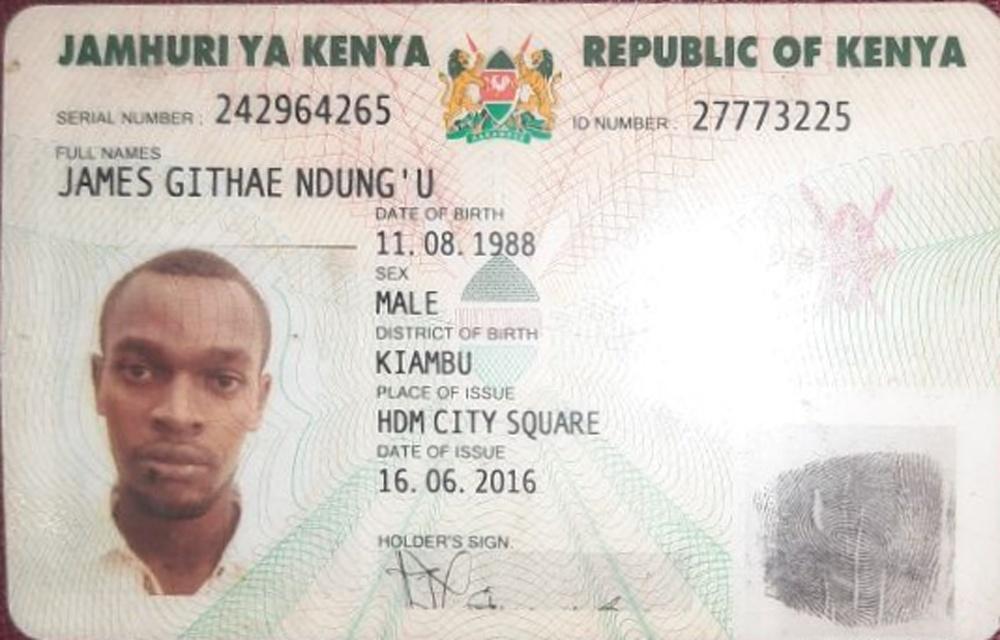 JAMHURI YA KENYA REPUBLIC OF KENYA
SERIAL NUMBER : 242964265 ID NUMBER : 27773225
FULL NAMES
JAMES GITHAE NDUNG'U
DATE OF BIRTH
11. 08. 1988
SEX
MALE
DISTRICT OF BIRTH
KIAMBU
PLACE OF ISSUE
HDM CITY SQUARE
DATE OF ISSUE
16. 06. 2016
HOLDER'S SIGN.